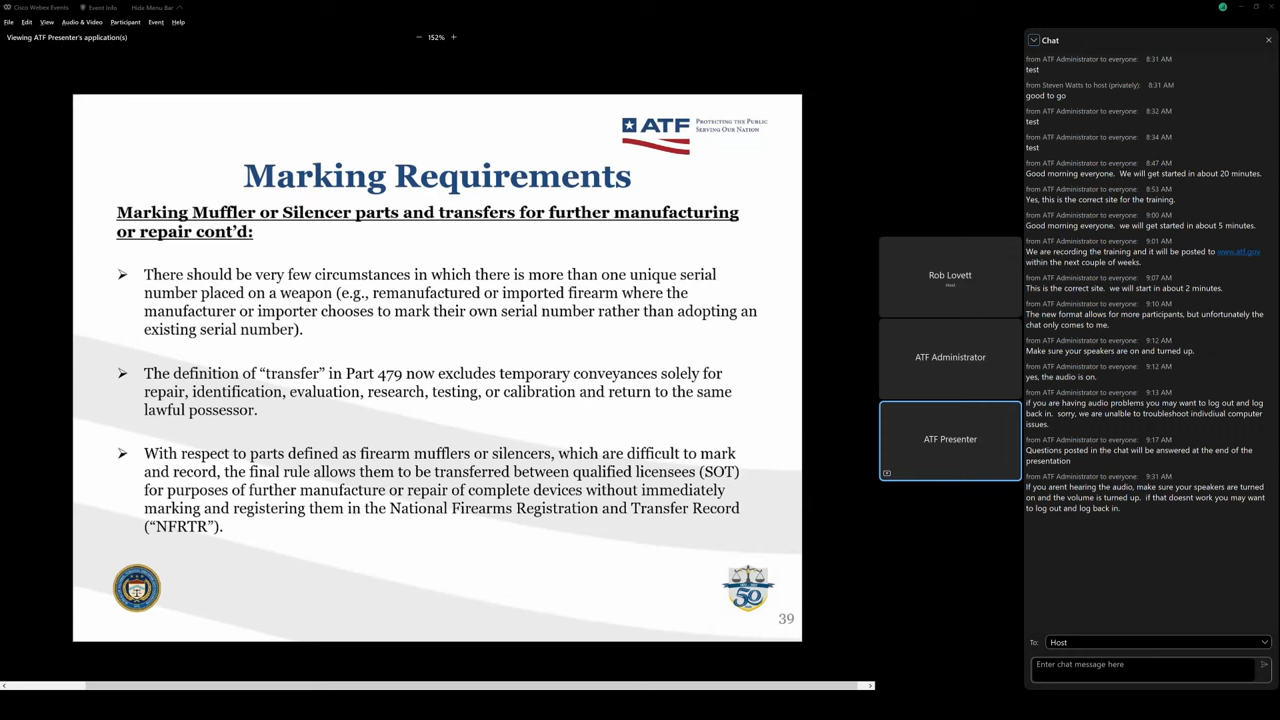 Cisco Webex Events
Event Info
Hide Menu Bar
File Edit View Audio & Video Participant Event Help
Viewing ATF Presenter's application(s)
152%
ATF
PROTECTING THE PUBLIC
SERVING OUR NATION
Marking Requirements
Marking Muffler or Silencer parts and transfers for further manufacturing
or repair cont'd:
There should be very few circumstances in which there is more than one unique serial
number placed on a weapon (e.g., remanufactured or imported firearm where the
manufacturer or importer chooses to mark their own serial number rather than adopting an
existing serial number).
The definition of "transfer" in Part 479 now excludes temporary conveyances solely for
repair, identification, evaluation, research, testing, or calibration and return to the same
lawful possessor.
With respect to parts defined as firearm mufflers or silencers, which are difficult to mark
and record, the final rule allows them to be transferred between qualified licensees (SOT)
for purposes of further manufacture or repair of complete devices without immediately
marking and registering them in the National Firearms Registration and Transfer Record
("NFRTR").
50
39
Rob Lovett
Host
ATF Administrator
ATF Presenter
Chat
from ATF Administrator to everyone: 8:31 AM
test
from Steven Watts to host (privately): 8:31 AM
good to go
from ATF Administrator to everyone: 8:32 AM
test
from ATF Administrator to everyone: 8:34 AM
test
from ATF Administrator to everyone: 8:47 AM
Good morning everyone. We will get started in about 20 minutes.
from ATF Administrator to everyone: 8:53 AM
Yes, this is the correct site for the training.
from ATF Administrator to everyone: 9:00 AM
Good morning everyone. we will get started in about 5 minutes.
from ATF Administrator to everyone: 9:01 AM
We are recording the training and it will be posted to www.atf.gov
within the next couple of weeks.
from ATF Administrator to everyone: 9:07 AM
This is the correct site. we will start in about 2 minutes.
from ATF Administrator to everyone: 9:10 AM
The new format allows for more participants, but unfortunately the
chat only comes to me.
from ATF Administrator to everyone: 9:12 AM
Make sure your speakers are on and turned up.
from ATF Administrator to everyone: 9:12 AM
yes, the audio is on.
from ATF Administrator to everyone: 9:13 AM
if you are having audio problems you may want to log out and log
back in. sorry, we are unable to troubleshoot indivdiual computer
issues.
from ATF Administrator to everyone: 9:17 AM
Questions posted in the chat will be answered at the end of the
presentation
from ATF Administrator to everyone: 9:31 AM
If you arent hearing the audio, make sure your speakers are turned
on and the volume is turned up. if that doesnt work you may want
to log out and log back in.
To: Host
Enter chat message here